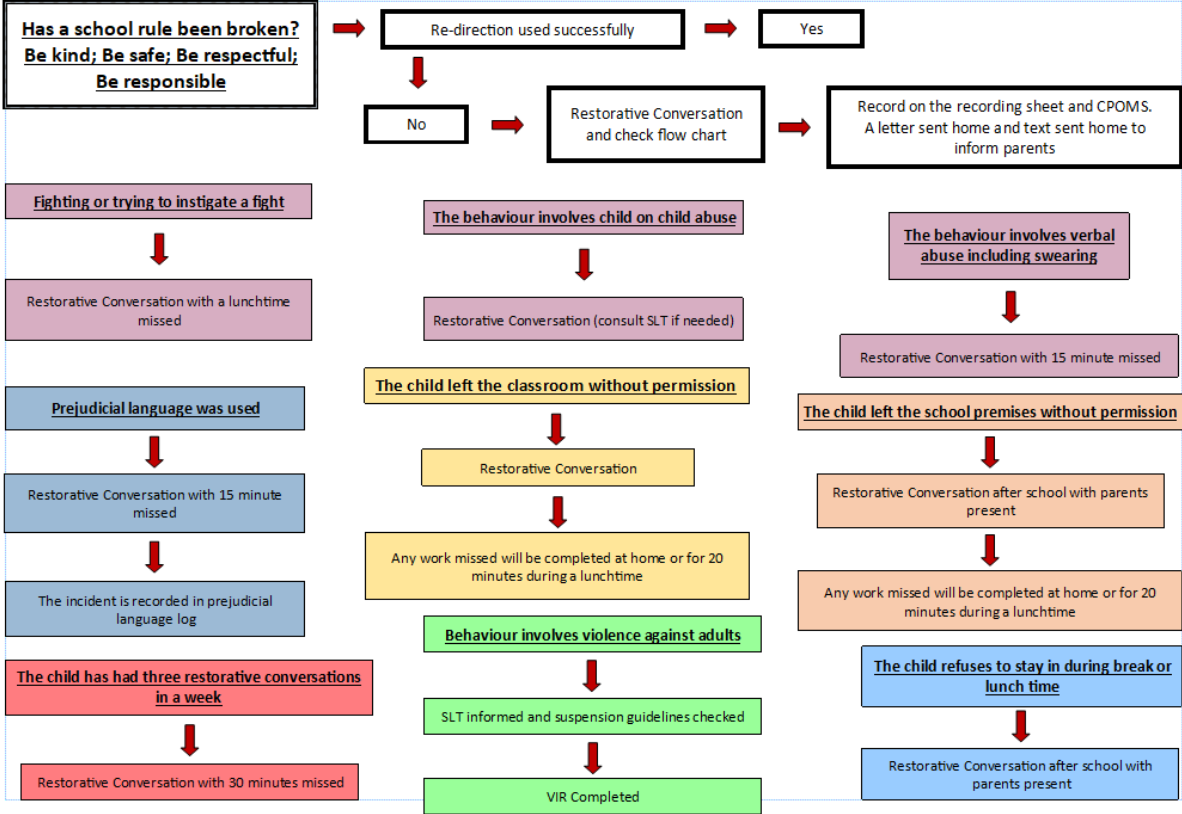 Has a school rule been broken?
Be kind; Be safe; Be respectful;
Be responsible
Re-direction used successfully
Yes
No
Restorative Conversation
and check flow chart
Record on the recording sheet and CPOMS.
A letter sent home and text sent home to
inform parents
Fighting or trying to instigate a fight
Restorative Conversation with a lunchtime
missed
The behaviour involves child on child abuse
Restorative Conversation (consult SLT if needed)
The behaviour involves verbal
abuse including swearing
Restorative Conversation with 15 minute missed
Prejudicial language was used
Restorative Conversation with 15 minute
missed
The incident is recorded in prejudicial
language log
The child left the classroom without permission
Restorative Conversation
Any work missed will be completed at home or for 20
minutes during a lunchtime
The child left the school premises without permission
Restorative Conversation after school with parents
present
Any work missed will be completed at home or for 20
minutes during a lunchtime
The child has had three restorative conversations
in a week
Restorative Conversation with 30 minutes missed
Behaviour involves violence against adults
SLT informed and suspension guidelines checked
VIR Completed
The child refuses to stay in during break or
lunch time
Restorative Conversation after school with
parents present